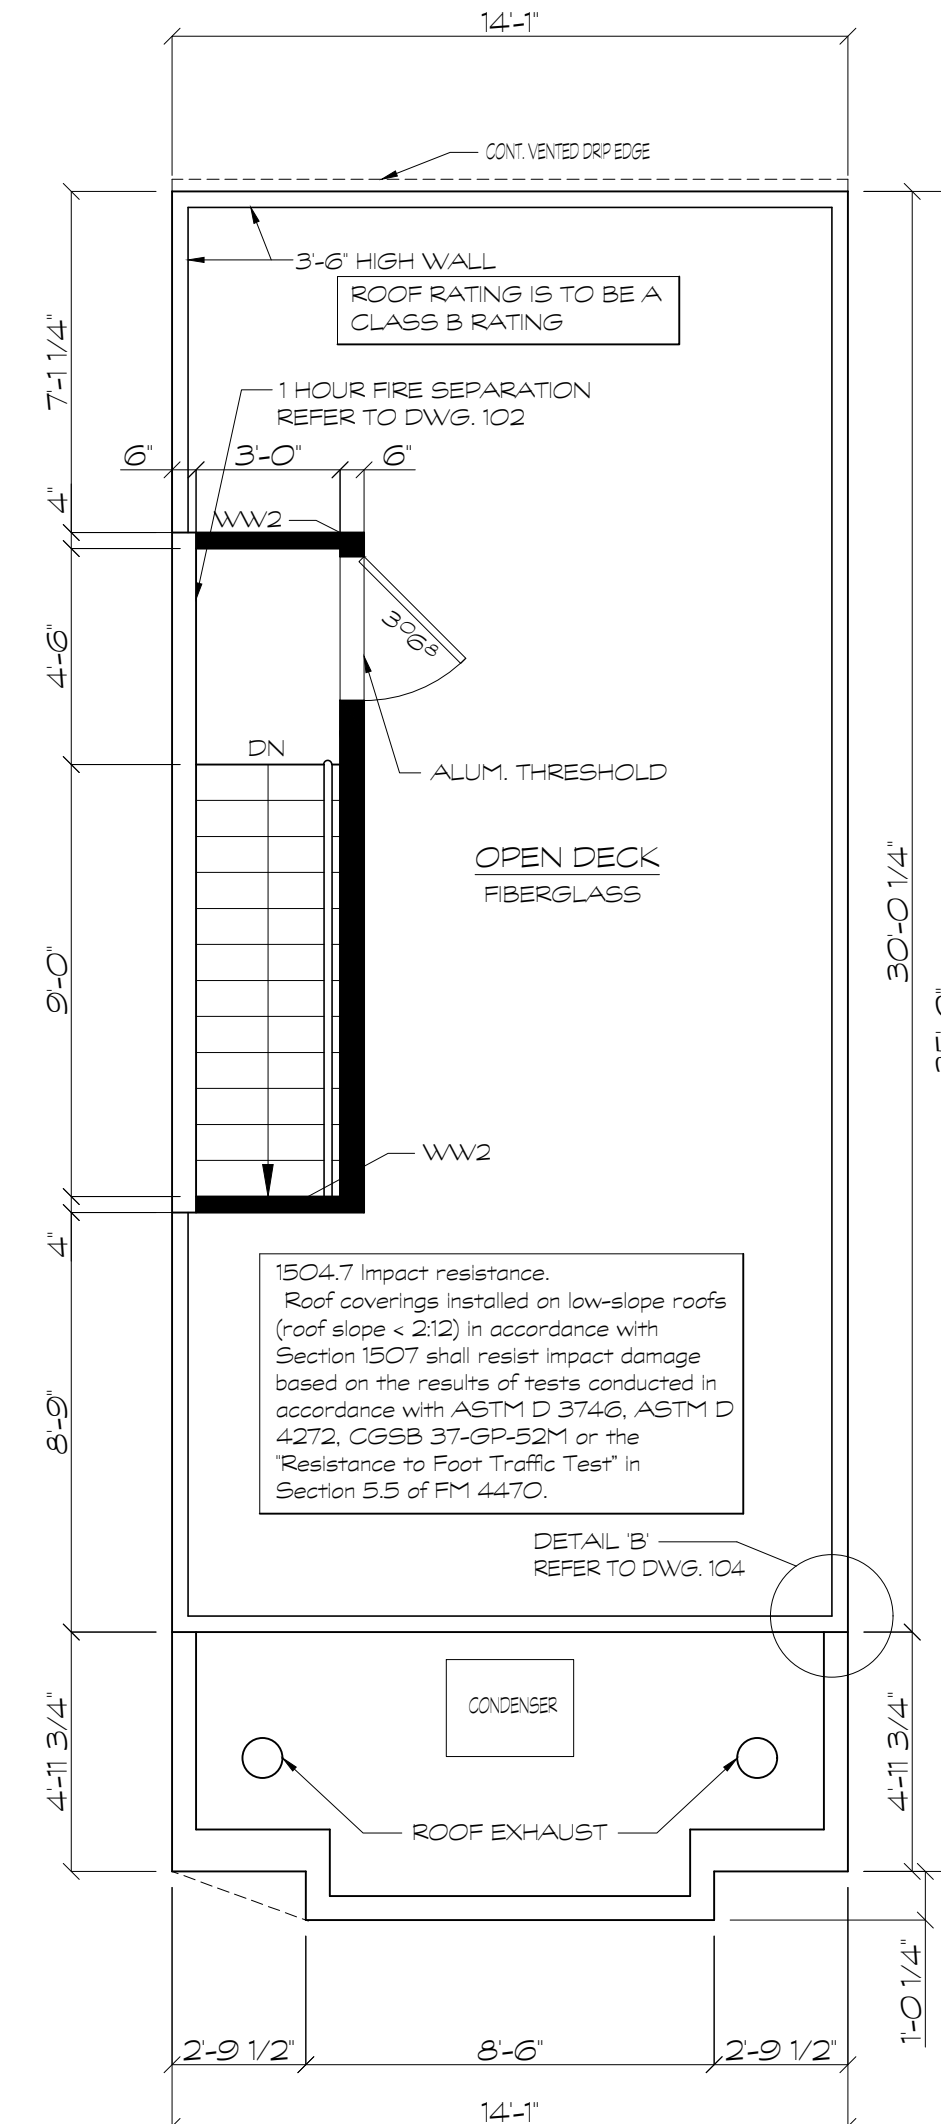 14'-1"
CONT. VENTED DRIP EDGE
3'-6" HIGH WALL
ROOF RATING IS TO BE A
CLASS B RATING
7'-1 1/4"
1 HOUR FIRE SEPARATION
REFER TO DWG. 102
6"
3'-0"
6"
4"
WW2
3⁰6⁸
4'-6"
DN
ALUM. THRESHOLD
OPEN DECK
FIBERGLASS
30'-0 1/4"
9'-0"
WW2
4"
1504.7 Impact resistance.
Roof coverings installed on low-slope roofs
(roof slope < 2:12) in accordance with
Section 1507 shall resist impact damage
based on the results of tests conducted in
accordance with ASTM D 3746, ASTM D
4272, CGSB 37-GP-52M or the
"Resistance to Foot Traffic Test" in
Section 5.5 of FM 4470.
8'-9"
DETAIL 'B'
REFER TO DWG. 104
CONDENSER
4'-11 3/4"
4'-11 3/4"
ROOF EXHAUST
1'-0 1/4"
2'-9 1/2"
8'-6"
2'-9 1/2"
14'-1"